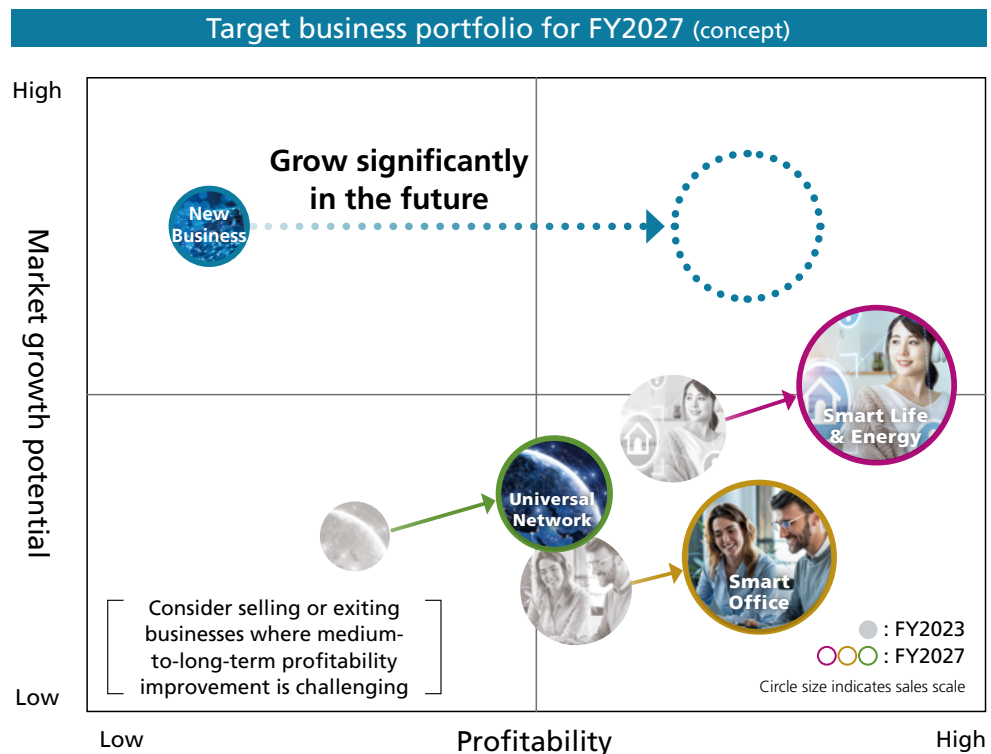 Target business portfolio for FY2027 (concept)
High
Grow significantly
in the future
New
Business
Market growth potential
Smart Life
& Energy
Universal
Network
Smart
Office
Consider selling or exiting
businesses where medium-
to-long-term profitability
improvement is challenging
: FY2023
: FY2027
Circle size indicates sales scale
Low
Low
Profitability
High